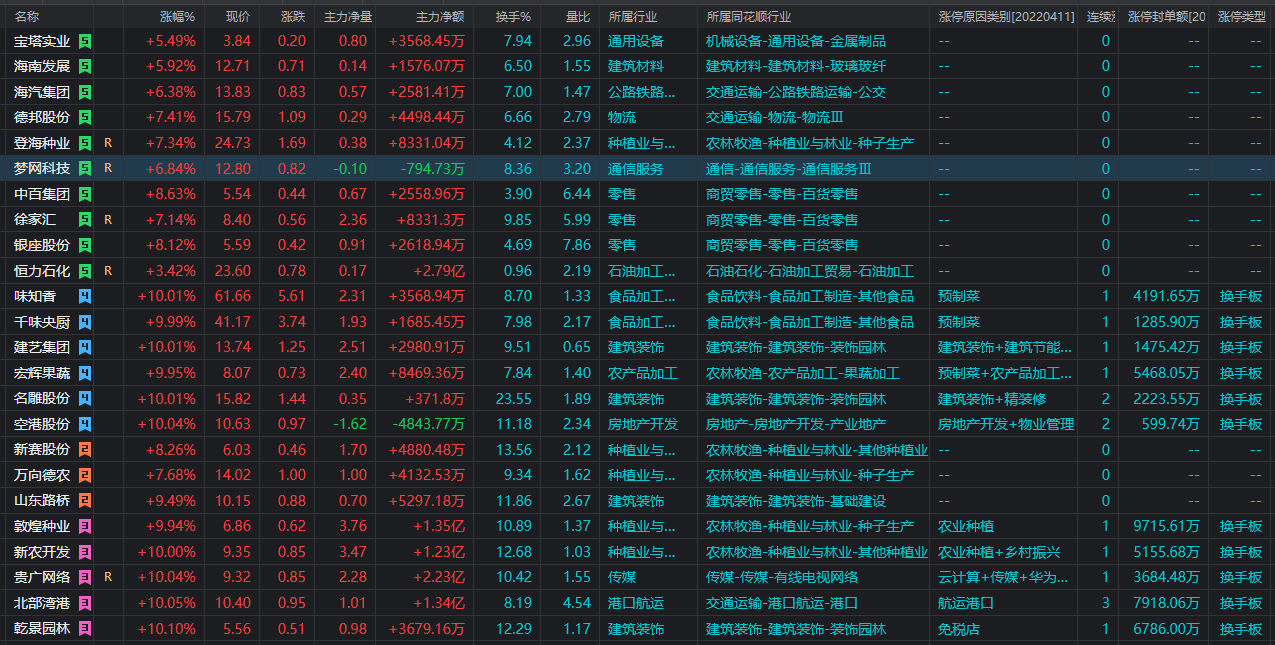 名称 涨幅% 现价 涨跌 主力净量 主力净额 换手% 量比 所属行业 所属同花顺行业 涨停原因类别[20220411] 连续涨 涨停封单额[20 涨停类型
宝塔实业 5 +5.49% 3.84 0.20 0.80 +3568.45万 7.94 2.96 通用设备 机械设备-通用设备-金属制品 -- 0 -- --
海南发展 5 +5.92% 12.71 0.71 0.14 +1576.07万 6.50 1.55 建筑材料 建筑材料-建筑材料-玻璃玻纤 -- 0 -- --
海汽集团 5 +6.38% 13.83 0.83 0.57 +2581.41万 7.00 1.47 公路铁路... 交通运输-公路铁路运输-公交 -- 0 -- --
德邦股份 5 +7.41% 15.79 1.09 0.29 +4498.44万 6.66 2.79 物流 交通运输-物流-物流Ⅲ -- 0 -- --
登海种业 5 R +7.34% 24.73 1.69 0.38 +8331.04万 4.12 2.37 种植业与... 农林牧渔-种植业与林业-种子生产 -- 0 -- --
梦网科技 5 R +6.84% 12.80 0.82 -0.10 -794.73万 8.36 3.20 通信服务 通信-通信服务-通信服务Ⅲ -- 0 -- --
中百集团 5 +8.63% 5.54 0.44 0.67 +2558.96万 3.90 6.44 零售 商贸零售-零售-百货零售 -- 0 -- --
徐家汇 5 R +7.14% 8.40 0.56 2.36 +8331.3万 9.85 5.99 零售 商贸零售-零售-百货零售 -- 0 -- --
银座股份 5 +8.12% 5.59 0.42 0.91 +2618.94万 4.69 7.86 零售 商贸零售-零售-百货零售 -- 0 -- --
恒力石化 5 R +3.42% 23.60 0.78 0.17 +2.79亿 0.96 2.19 石油加工... 石油石化-石油加工贸易-石油加工 -- 0 -- --
味知香 4 +10.01% 61.66 5.61 2.31 +3568.94万 8.70 1.33 食品加工... 食品饮料-食品加工制造-其他食品 预制菜 1 4191.65万 换手板
千味央厨 4 +9.99% 41.17 3.74 1.93 +1685.45万 7.98 2.17 食品加工... 食品饮料-食品加工制造-其他食品 预制菜 1 1285.90万 换手板
建艺集团 4 +10.01% 13.74 1.25 2.51 +2980.91万 9.51 0.65 建筑装饰 建筑装饰-建筑装饰-装饰园林 建筑装饰+建筑节能... 1 1475.42万 换手板
宏辉果蔬 4 +9.95% 8.07 0.73 2.40 +8469.36万 7.84 1.40 农产品加工 农林牧渔-农产品加工-果蔬加工 预制菜+农产品加工... 1 5468.05万 换手板
名雕股份 4 +10.01% 15.82 1.44 0.35 +371.8万 23.55 1.89 建筑装饰 建筑装饰-建筑装饰-装饰园林 建筑装饰+精装修 2 2223.55万 换手板
空港股份 4 +10.04% 10.63 0.97 -1.62 -4843.77万 11.18 2.34 房地产开发 房地产-房地产开发-产业地产 房地产开发+物业管理 2 599.74万 换手板
新赛股份 2 +8.26% 6.03 0.46 1.70 +4880.48万 13.56 2.12 种植业与... 农林牧渔-种植业与林业-其他种植业 -- 0 -- --
万向德农 2 +7.68% 14.02 1.00 1.00 +4132.53万 9.34 1.62 种植业与... 农林牧渔-种植业与林业-种子生产 -- 0 -- --
山东路桥 2 +9.49% 10.15 0.88 0.70 +5297.18万 11.86 2.67 建筑装饰 建筑装饰-建筑装饰-基础建设 -- 0 -- --
敦煌种业 3 +9.94% 6.86 0.62 3.76 +1.35亿 10.89 1.37 种植业与... 农林牧渔-种植业与林业-种子生产 农业种植 1 9715.61万 换手板
新农开发 3 +10.00% 9.35 0.85 3.47 +1.23亿 12.68 1.03 种植业与... 农林牧渔-种植业与林业-其他种植业 农业种植+乡村振兴 1 5155.68万 换手板
贵广网络 3 R +10.04% 9.32 0.85 2.28 +2.23亿 10.42 1.55 传媒 传媒-传媒-有线电视网络 云计算+传媒+华为... 1 3684.48万 换手板
北部湾港 3 +10.05% 10.40 0.95 1.01 +1.34亿 8.19 4.54 港口航运 交通运输-港口航运-港口 航运港口 3 7918.06万 换手板
乾景园林 3 +10.10% 5.56 0.51 0.98 +3679.16万 12.29 1.17 建筑装饰 建筑装饰-建筑装饰-装饰园林 免税店 1 6786.00万 换手板